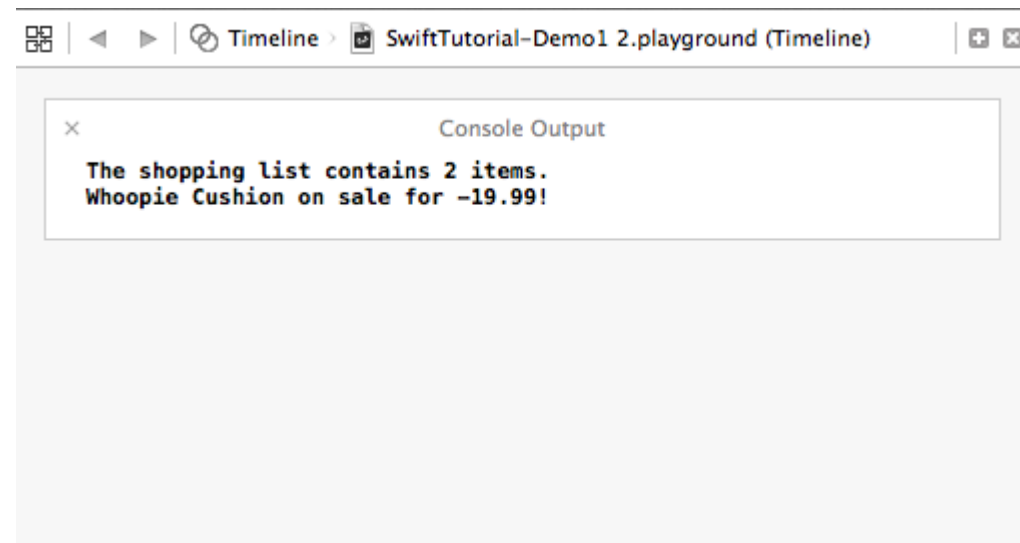 Timeline SwiftTutorial-Demo1 2.playground (Timeline)
Console Output
The shopping list contains 2 items.
Whoopie Cushion on sale for -19.99!